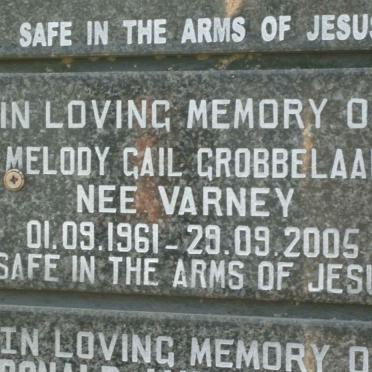 SAFE IN THE ARMS OF JESUS
IN LOVING MEMORY O
MELODY GAIL GROBBELAA
NEE VARNEY
01.09.1961 - 29.09.2005
SAFE IN THE ARMS OF JESU
IN LOVING MEMORY O